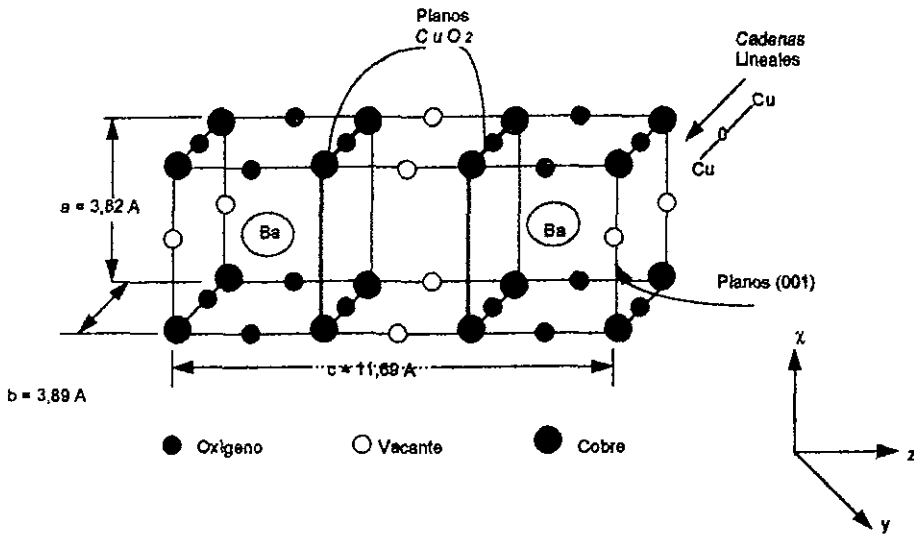 Planos
CuO2
Cadenas
Lineales
Cu
0
Cu
a = 3,82 A
Ba
Ba
Planos (001)
c = 11,69 A
b = 3,89 A
Oxígeno
Vacante
Cobre
χ
z
y